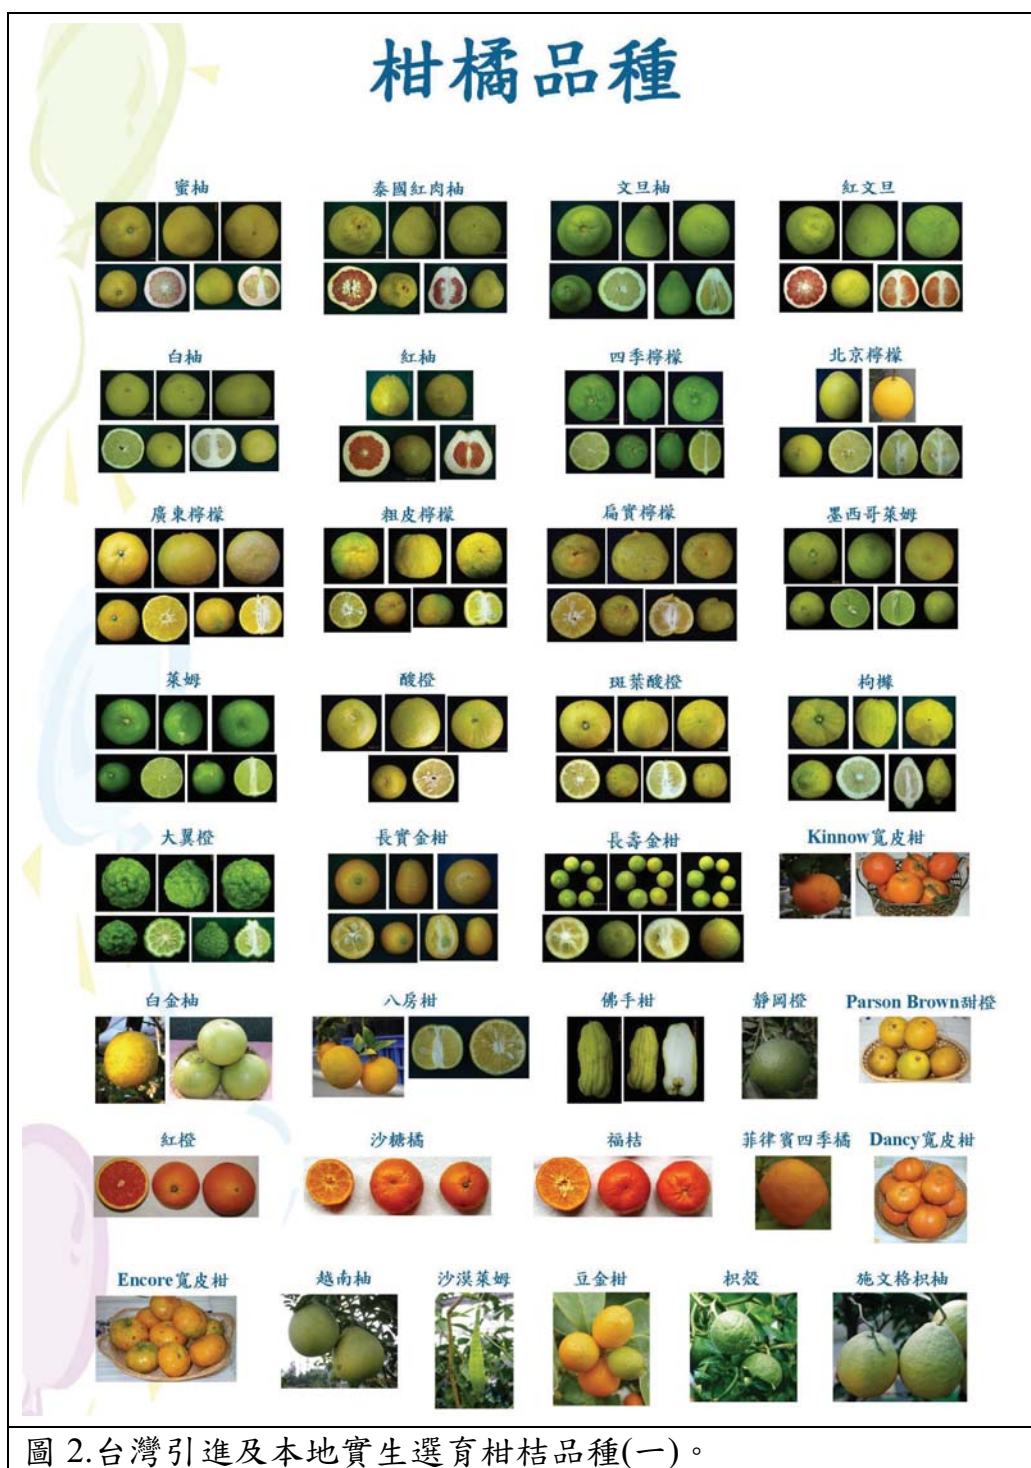 柑橘品種
蜜柚 泰國紅肉柚 文旦柚 紅文旦
白柚 紅柚 四季檸檬 北京檸檬
廣東檸檬 粗皮檸檬 扁實檸檬 墨西哥萊姆
萊姆 酸橙 斑葉酸橙 枸櫞
大翼橙 長實金柑 長壽金柑 Kinnow寬皮柑
白金柚 八房柑 佛手柑 靜岡橙 Parson Brown甜橙
紅橙 沙糖橘 福桔 菲律賓四季橘 Dancy寬皮柑
Encore寬皮柑 越南柚 沙漠萊姆 豆金柑 枳殼 施文格枳柚
圖 2.台灣引進及本地實生選育柑桔品種(一)。